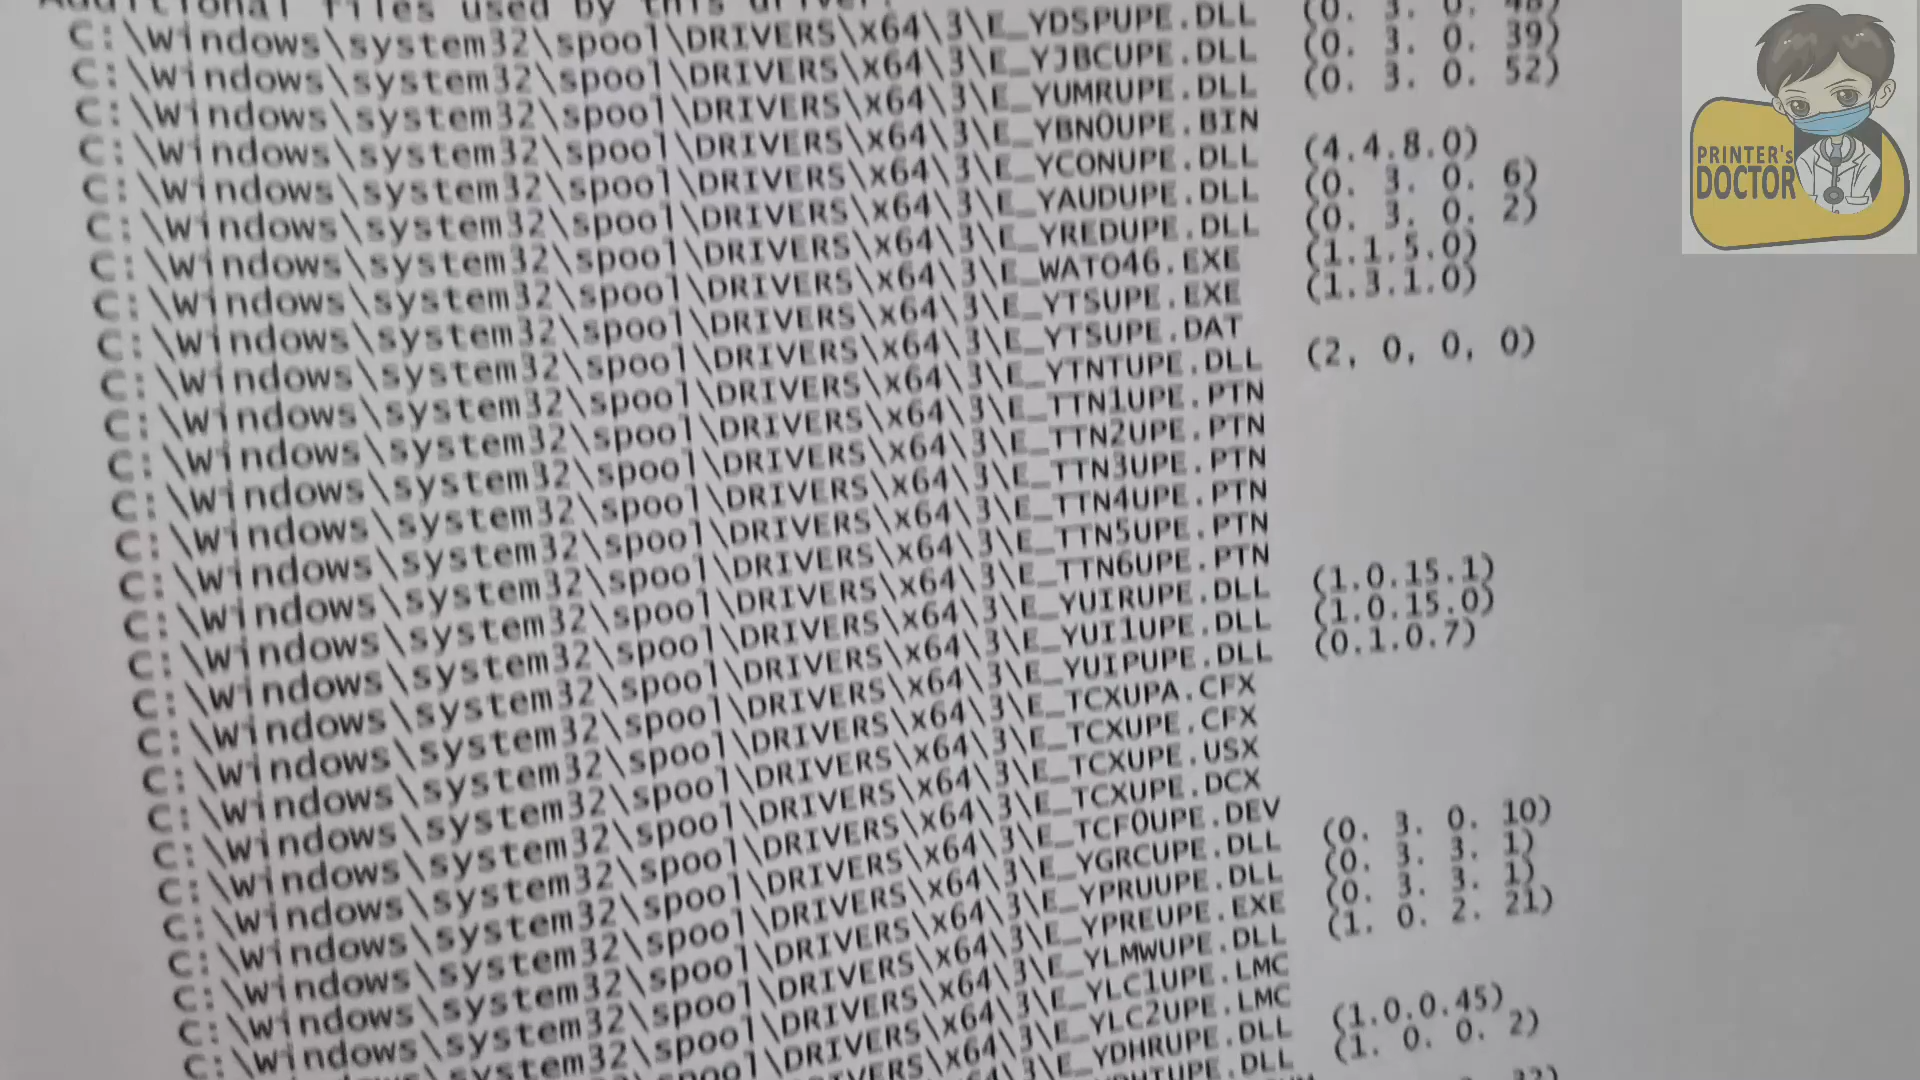 Additional files used by this driver:
C:\Windows\system32\spool\DRIVERS\x64\3\E_YDSPUPE.DLL (0. 3. 0. 48)
C:\Windows\system32\spool\DRIVERS\x64\3\E_YJBCUPE.DLL (0. 3. 0. 39)
C:\Windows\system32\spool\DRIVERS\x64\3\E_YUMRUPE.DLL (0. 3. 0. 52)
C:\Windows\system32\spool\DRIVERS\x64\3\E_YBN0UPE.BIN
C:\Windows\system32\spool\DRIVERS\x64\3\E_YCONUPE.DLL (4.4.8.0)
C:\Windows\system32\spool\DRIVERS\x64\3\E_YAUDUPE.DLL (0. 3. 0. 6)
C:\Windows\system32\spool\DRIVERS\x64\3\E_YREDUPE.DLL (0. 3. 0. 2)
C:\Windows\system32\spool\DRIVERS\x64\3\E_WATO46.EXE (1.1.5.0)
C:\Windows\system32\spool\DRIVERS\x64\3\E_YTSUPE.EXE (1.3.1.0)
C:\Windows\system32\spool\DRIVERS\x64\3\E_YTSUPE.DAT
C:\Windows\system32\spool\DRIVERS\x64\3\E_YTNTUPE.DLL (2, 0, 0, 0)
C:\Windows\system32\spool\DRIVERS\x64\3\E_TTN1UPE.PTN
C:\Windows\system32\spool\DRIVERS\x64\3\E_TTN2UPE.PTN
C:\Windows\system32\spool\DRIVERS\x64\3\E_TTN3UPE.PTN
C:\Windows\system32\spool\DRIVERS\x64\3\E_TTN4UPE.PTN
C:\Windows\system32\spool\DRIVERS\x64\3\E_TTN5UPE.PTN
C:\Windows\system32\spool\DRIVERS\x64\3\E_TTN6UPE.PTN
C:\Windows\system32\spool\DRIVERS\x64\3\E_YUIRUPE.DLL (1.0.15.1)
C:\Windows\system32\spool\DRIVERS\x64\3\E_YUI1UPE.DLL (1.0.15.0)
C:\Windows\system32\spool\DRIVERS\x64\3\E_YUIPUPE.DLL (0.1.0.7)
C:\Windows\system32\spool\DRIVERS\x64\3\E_TCXUPA.CFX
C:\Windows\system32\spool\DRIVERS\x64\3\E_TCXUPE.CFX
C:\Windows\system32\spool\DRIVERS\x64\3\E_TCXUPE.USX
C:\Windows\system32\spool\DRIVERS\x64\3\E_TCXUPE.DCX
C:\Windows\system32\spool\DRIVERS\x64\3\E_TCF0UPE.DEV
C:\Windows\system32\spool\DRIVERS\x64\3\E_YGRCUPE.DLL (0. 3. 0. 10)
C:\Windows\system32\spool\DRIVERS\x64\3\E_YPRUUPE.DLL (0. 3. 3. 1)
C:\Windows\system32\spool\DRIVERS\x64\3\E_YPREUPE.EXE (0. 3. 3. 1)
C:\Windows\system32\spool\DRIVERS\x64\3\E_YLMWUPE.DLL (1. 0. 2. 21)
C:\Windows\system32\spool\DRIVERS\x64\3\E_YLC1UPE.LMC
C:\Windows\system32\spool\DRIVERS\x64\3\E_YLC2UPE.LMC
C:\Windows\system32\spool\DRIVERS\x64\3\E_YDHRUPE.DLL (1.0.0.45)
(1. 0. 0. 2)
PRINTER's
DOCTOR